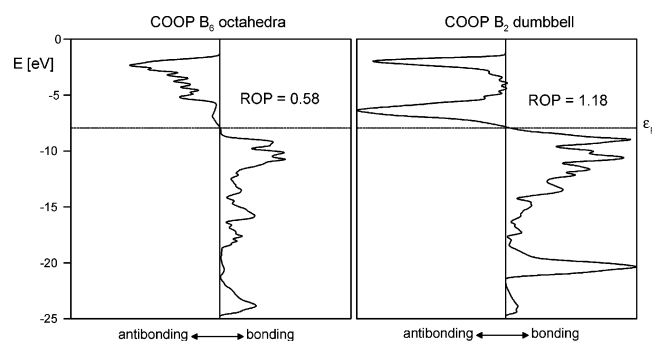 COOP B₆ octahedra
COOP B₂ dumbbell
0
E [eV]
-5
ROP = 0.58
ROP = 1.18
εf
-10
-15
-20
-25
antibonding ⟷ bonding
antibonding ⟷ bonding